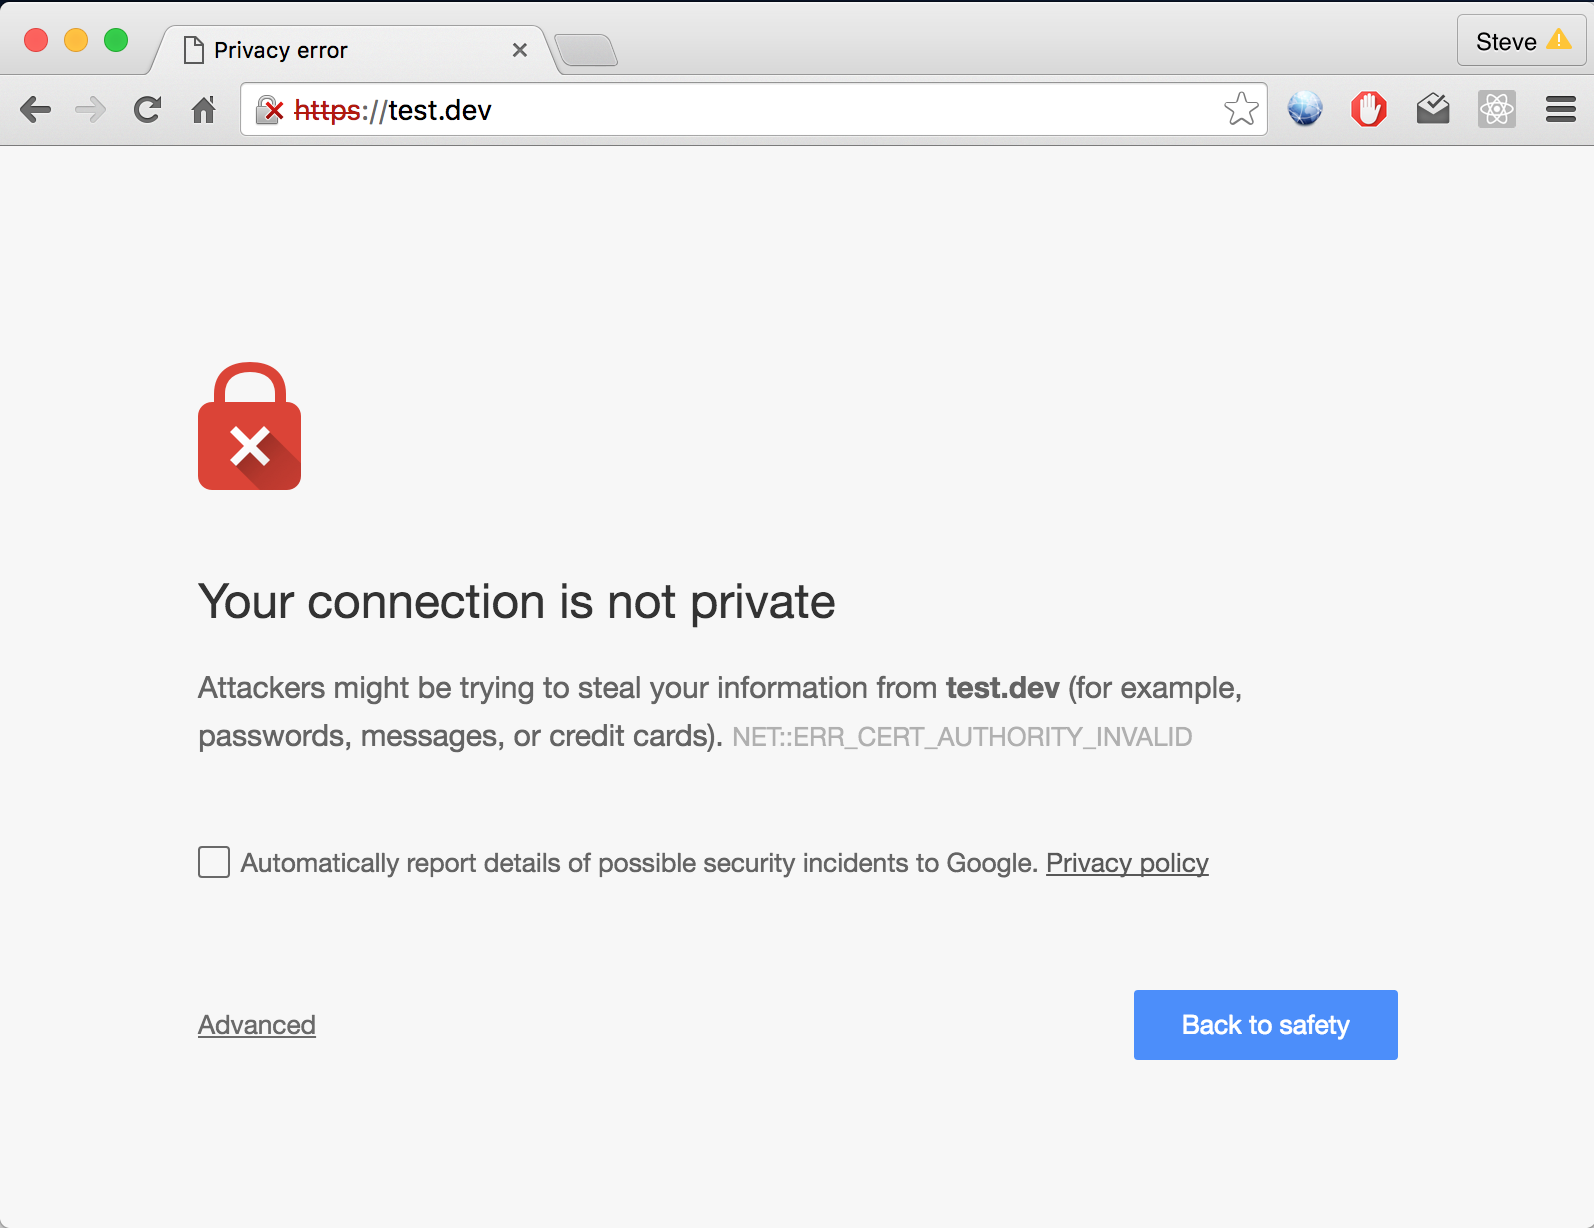 Privacy error
Steve
https://test.dev
Your connection is not private
Attackers might be trying to steal your information from test.dev (for example,
passwords, messages, or credit cards). NET::ERR_CERT_AUTHORITY_INVALID
Automatically report details of possible security incidents to Google. Privacy policy
Advanced
Back to safety